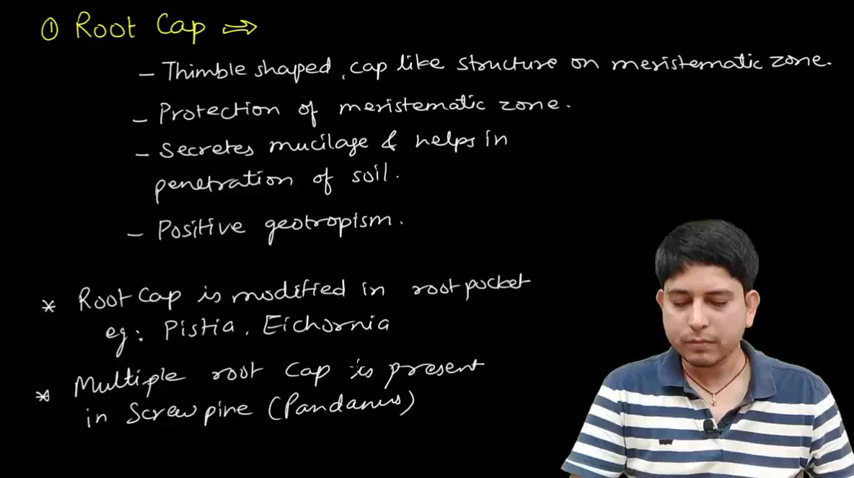 ① Root Cap ⇒
– Thimble shaped, cap like structure on meristematic zone.
– Protection of meristematic zone.
– Secretes mucilage & helps in
penetration of soil.
– Positive geotropism.
* Root Cap is modified in root pocket
eg: Pistia, Eichornia
* Multiple root cap is present
in Screw pine (Pandanus)